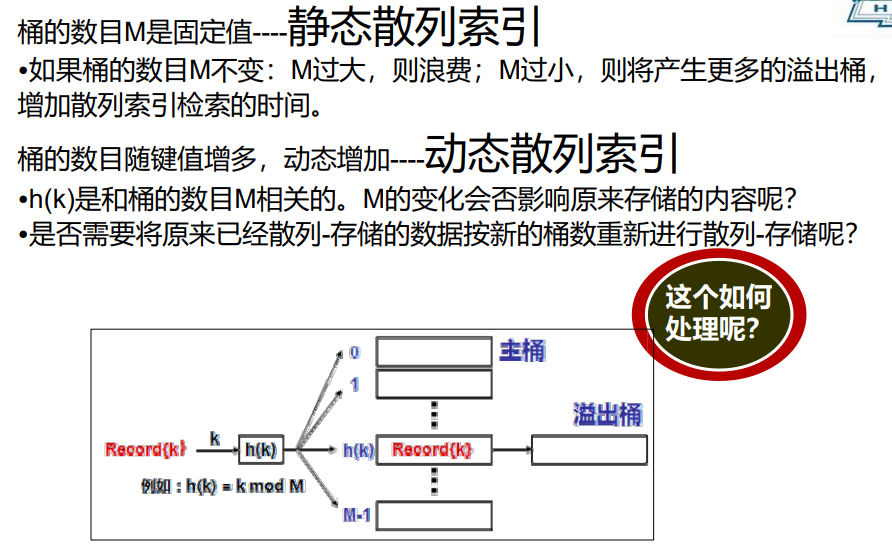 桶的数目M是固定值----静态散列索引
•如果桶的数目M不变：M过大，则浪费；M过小，则将产生更多的溢出桶，
增加散列索引检索的时间。
桶的数目随键值增多，动态增加----动态散列索引
•h(k)是和桶的数目M相关的。M的变化会否影响原来存储的内容呢？
•是否需要将原来已经散列-存储的数据按新的桶数重新进行散列-存储呢？
这个如何
处理呢？
0
主桶
1
溢出桶
Record{k}
k
h(k)
h(k)
Record{k}
例如：h(k) = k mod M
M-1